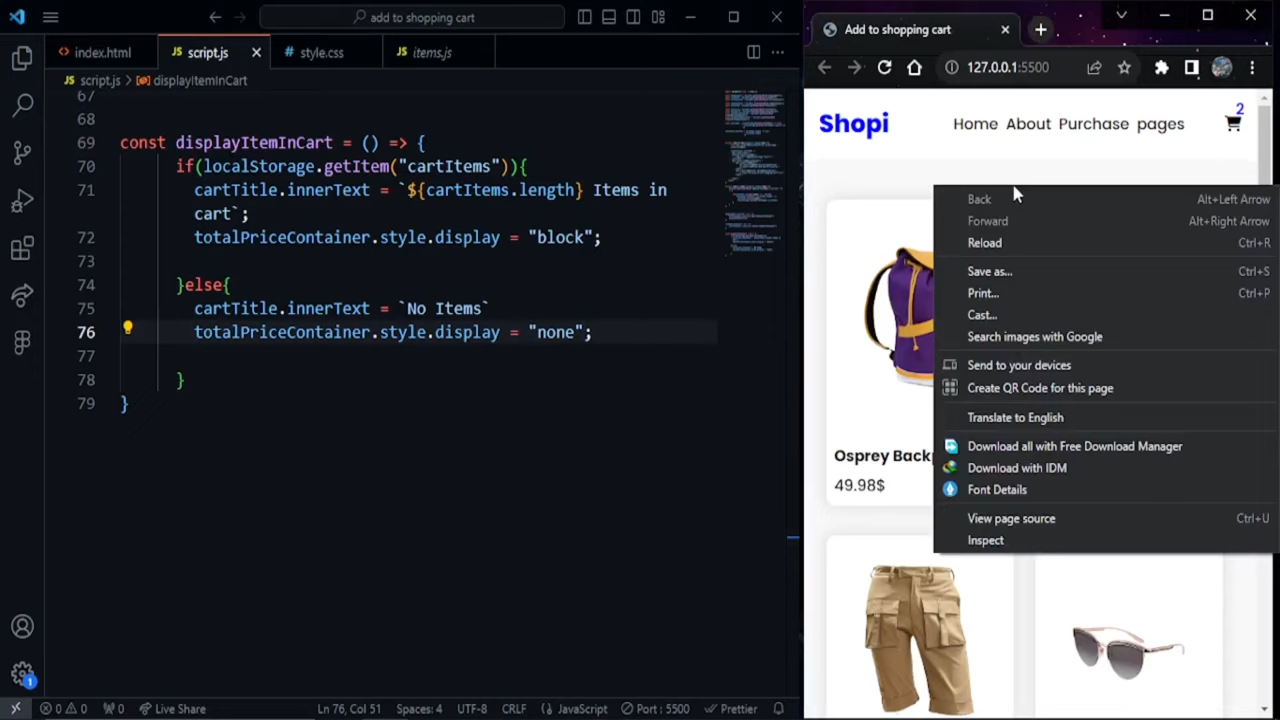 add to shopping cart
index.html
script.js
style.css
items.js
script.js > displayItemInCart
67
68
69 const displayItemInCart = () => {
70 if(localStorage.getItem("cartItems")){
71 cartTitle.innerText = `${cartItems.length} Items in
cart`;
72 totalPriceContainer.style.display = "block";
73
74 }else{
75 cartTitle.innerText = `No Items`
76 totalPriceContainer.style.display = "none";
77
78 }
79 }
1
0 0 0 Live Share Ln 76, Col 51 Spaces: 4 UTF-8 CRLF JavaScript Port : 5500 Prettier
Add to shopping cart
127.0.0.1:5500
Shopi Home About Purchase pages 2
Back Alt+Left Arrow
Forward Alt+Right Arrow
Reload Ctrl+R
Save as... Ctrl+S
Print... Ctrl+P
Cast...
Search images with Google
Send to your devices
Create QR Code for this page
Translate to English
Download all with Free Download Manager
Download with IDM
Font Details
View page source Ctrl+U
Inspect
Osprey Backp
49.98$